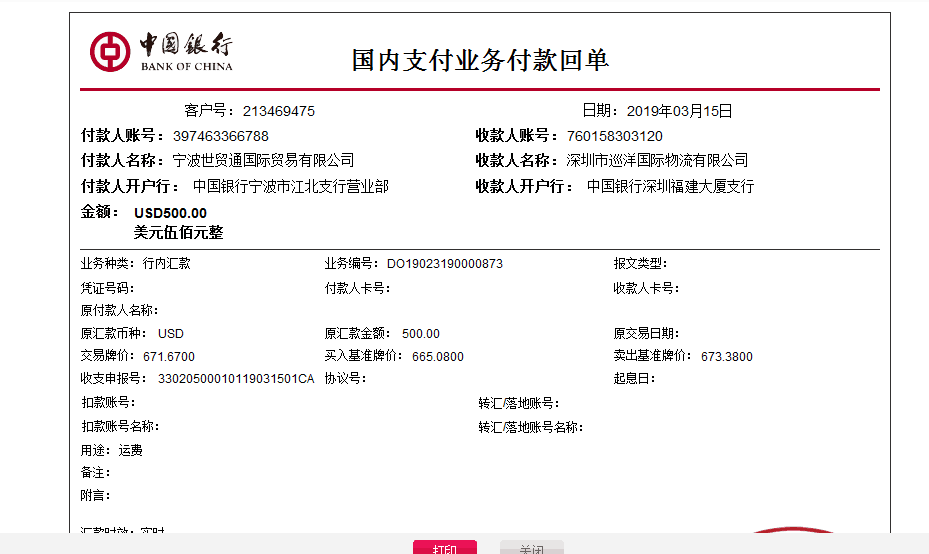 中国银行
BANK OF CHINA
国内支付业务付款回单
客户号: 213469475 日期: 2019年03月15日
付款人账号: 397463366788 收款人账号: 760158303120
付款人名称: 宁波世贸通国际贸易有限公司 收款人名称: 深圳市巡洋国际物流有限公司
付款人开户行: 中国银行宁波市江北支行营业部 收款人开户行: 中国银行深圳福建大厦支行
金额: USD500.00
美元伍佰元整
业务种类: 行内汇款 业务编号: DO19023190000873 报文类型:
凭证号码: 付款人卡号: 收款人卡号:
原付款人名称:
原汇款币种: USD 原汇款金额: 500.00 原交易日期:
交易牌价: 671.6700 买入基准牌价: 665.0800 卖出基准牌价: 673.3800
收支申报号: 33020500010119031501CA 协议号: 起息日:
扣款账号: 转汇/落地账号:
扣款账号名称: 转汇/落地账号名称:
用途: 运费
备注:
附言:
汇款时效: 实时
打印 关闭